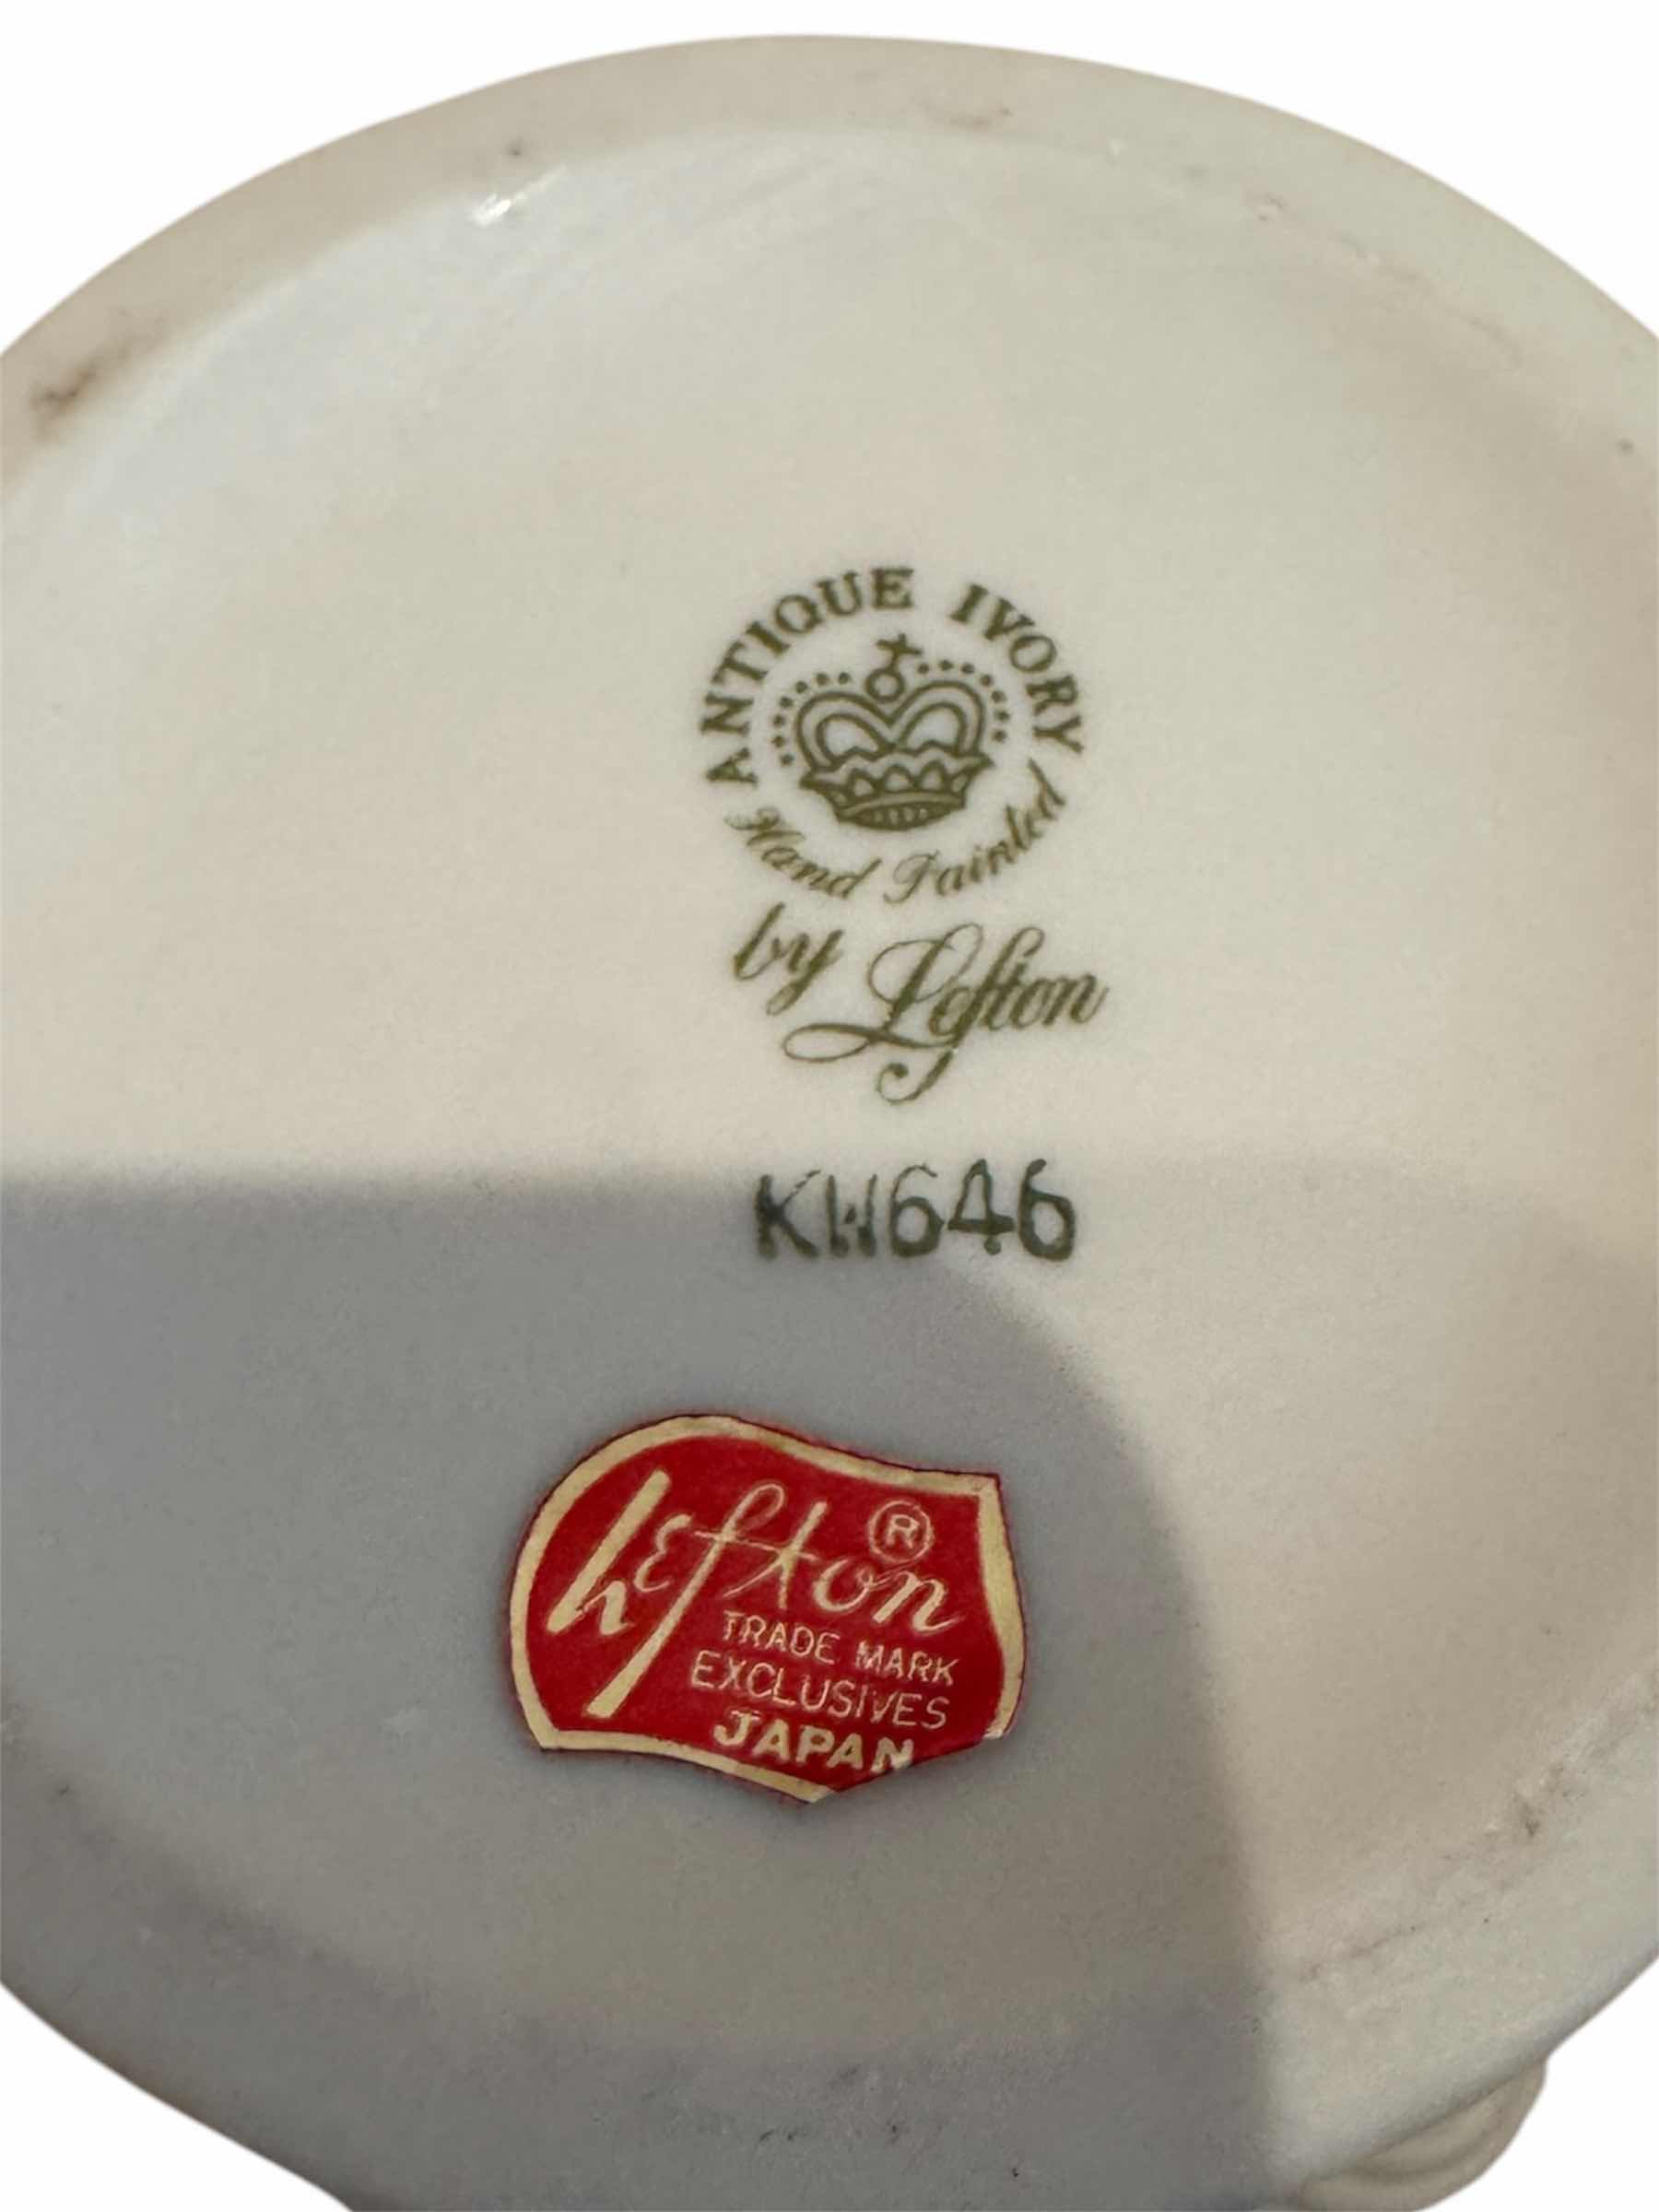 ANTIQUE IVORY
Hand Painted
by Lefton
KW646
Lefton ®
TRADE MARK
EXCLUSIVES
JAPAN